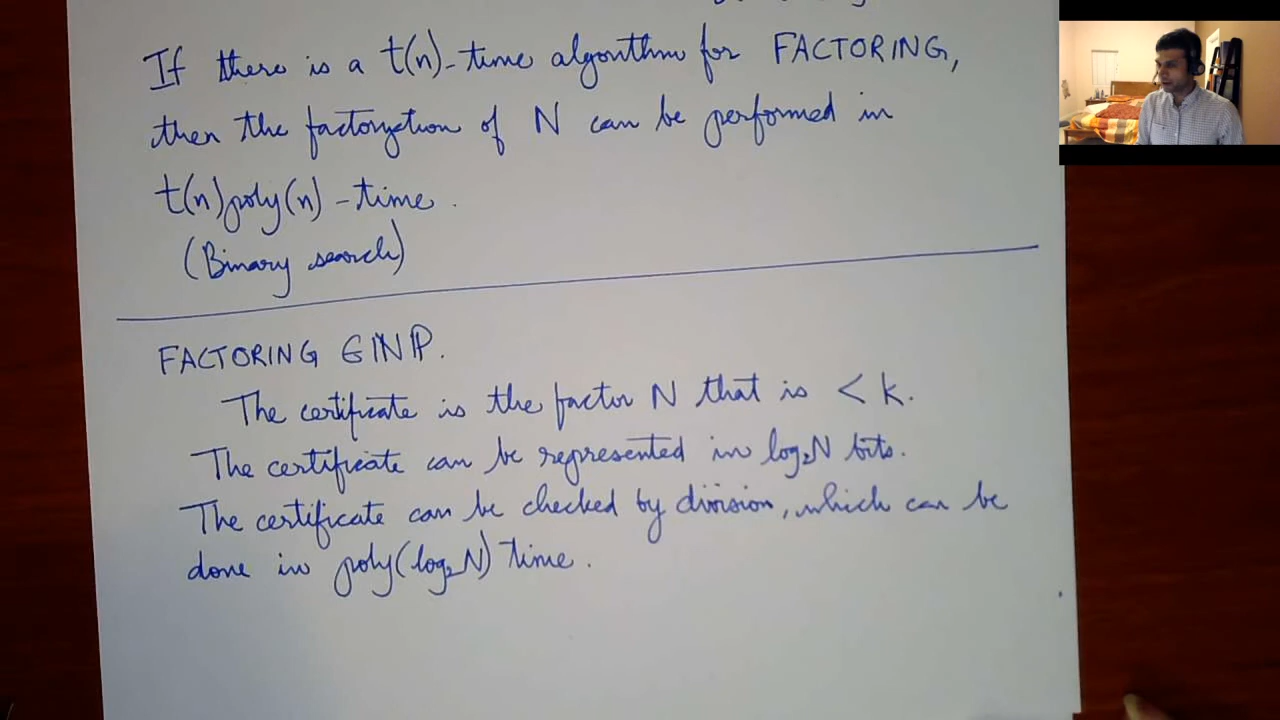 If there is a t(n)-time algorithm for FACTORING,
then the factorization of N can be performed in
t(n)poly(n)-time.
(Binary search)
FACTORING ∈ NP.
The certificate is the factor N that is < k.
The certificate can be represented in log₂N bits.
The certificate can be checked by division, which can be
done in poly(log₂N) time.